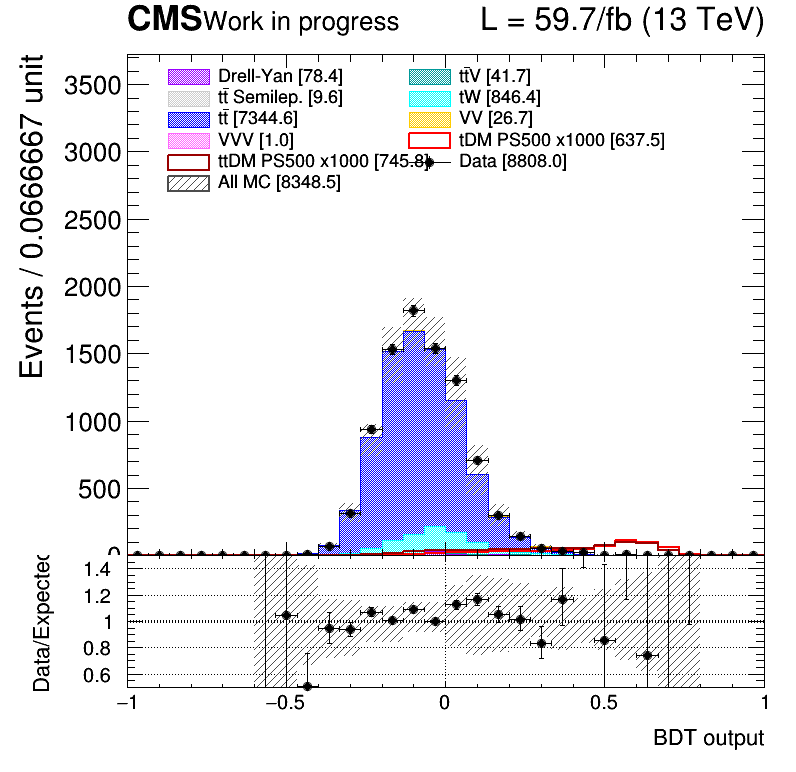 CMS Work in progress L = 59.7/fb (13 TeV)
Events / 0.0666667 unit
3500
3000
2500
2000
1500
1000
500
0
Drell-Yan [78.4]
tt̄ Semilep. [9.6]
tt̄ [7344.6]
VVV [1.0]
ttDM PS500 x1000 [745.8]
All MC [8348.5]
tt̄V [41.7]
tW [846.4]
VV [26.7]
tDM PS500 x1000 [637.5]
Data [8808.0]
Data/Expected
1.4
1.2
1
0.8
0.6
−1 −0.5 0 0.5 1
BDT output